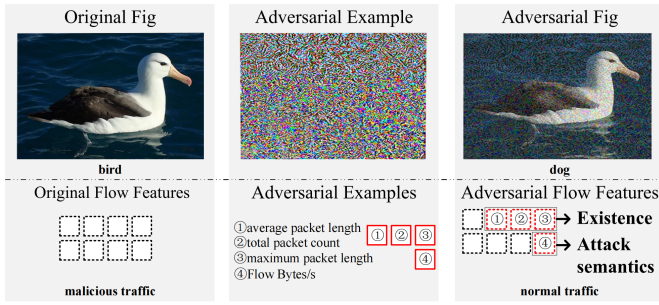 Original Fig
Adversarial Example
Adversarial Fig
bird
dog
Original Flow Features
Adversarial Examples
Adversarial Flow Features
①average packet length
②total packet count
③maximum packet length
④Flow Bytes/s
① ② ③
④
① ② ③ → Existence
④ → Attack
semantics
malicious traffic
normal traffic